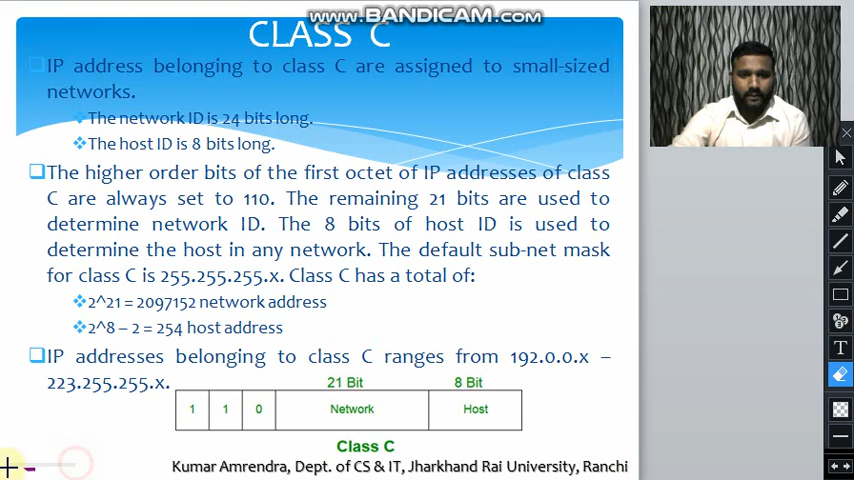 WWW.BANDICAM.COM
CLASS C
IP address belonging to class C are assigned to small-sized
networks.
The network ID is 24 bits long.
The host ID is 8 bits long.
The higher order bits of the first octet of IP addresses of class
C are always set to 110. The remaining 21 bits are used to
determine network ID. The 8 bits of host ID is used to
determine the host in any network. The default sub-net mask
for class C is 255.255.255.x. Class C has a total of:
2^21 = 2097152 network address
2^8 – 2 = 254 host address
IP addresses belonging to class C ranges from 192.0.0.x –
223.255.255.x.
21 Bit 8 Bit
1 1 0 Network Host
Class C
Kumar Amrendra, Dept. of CS & IT, Jharkhand Rai University, Ranchi